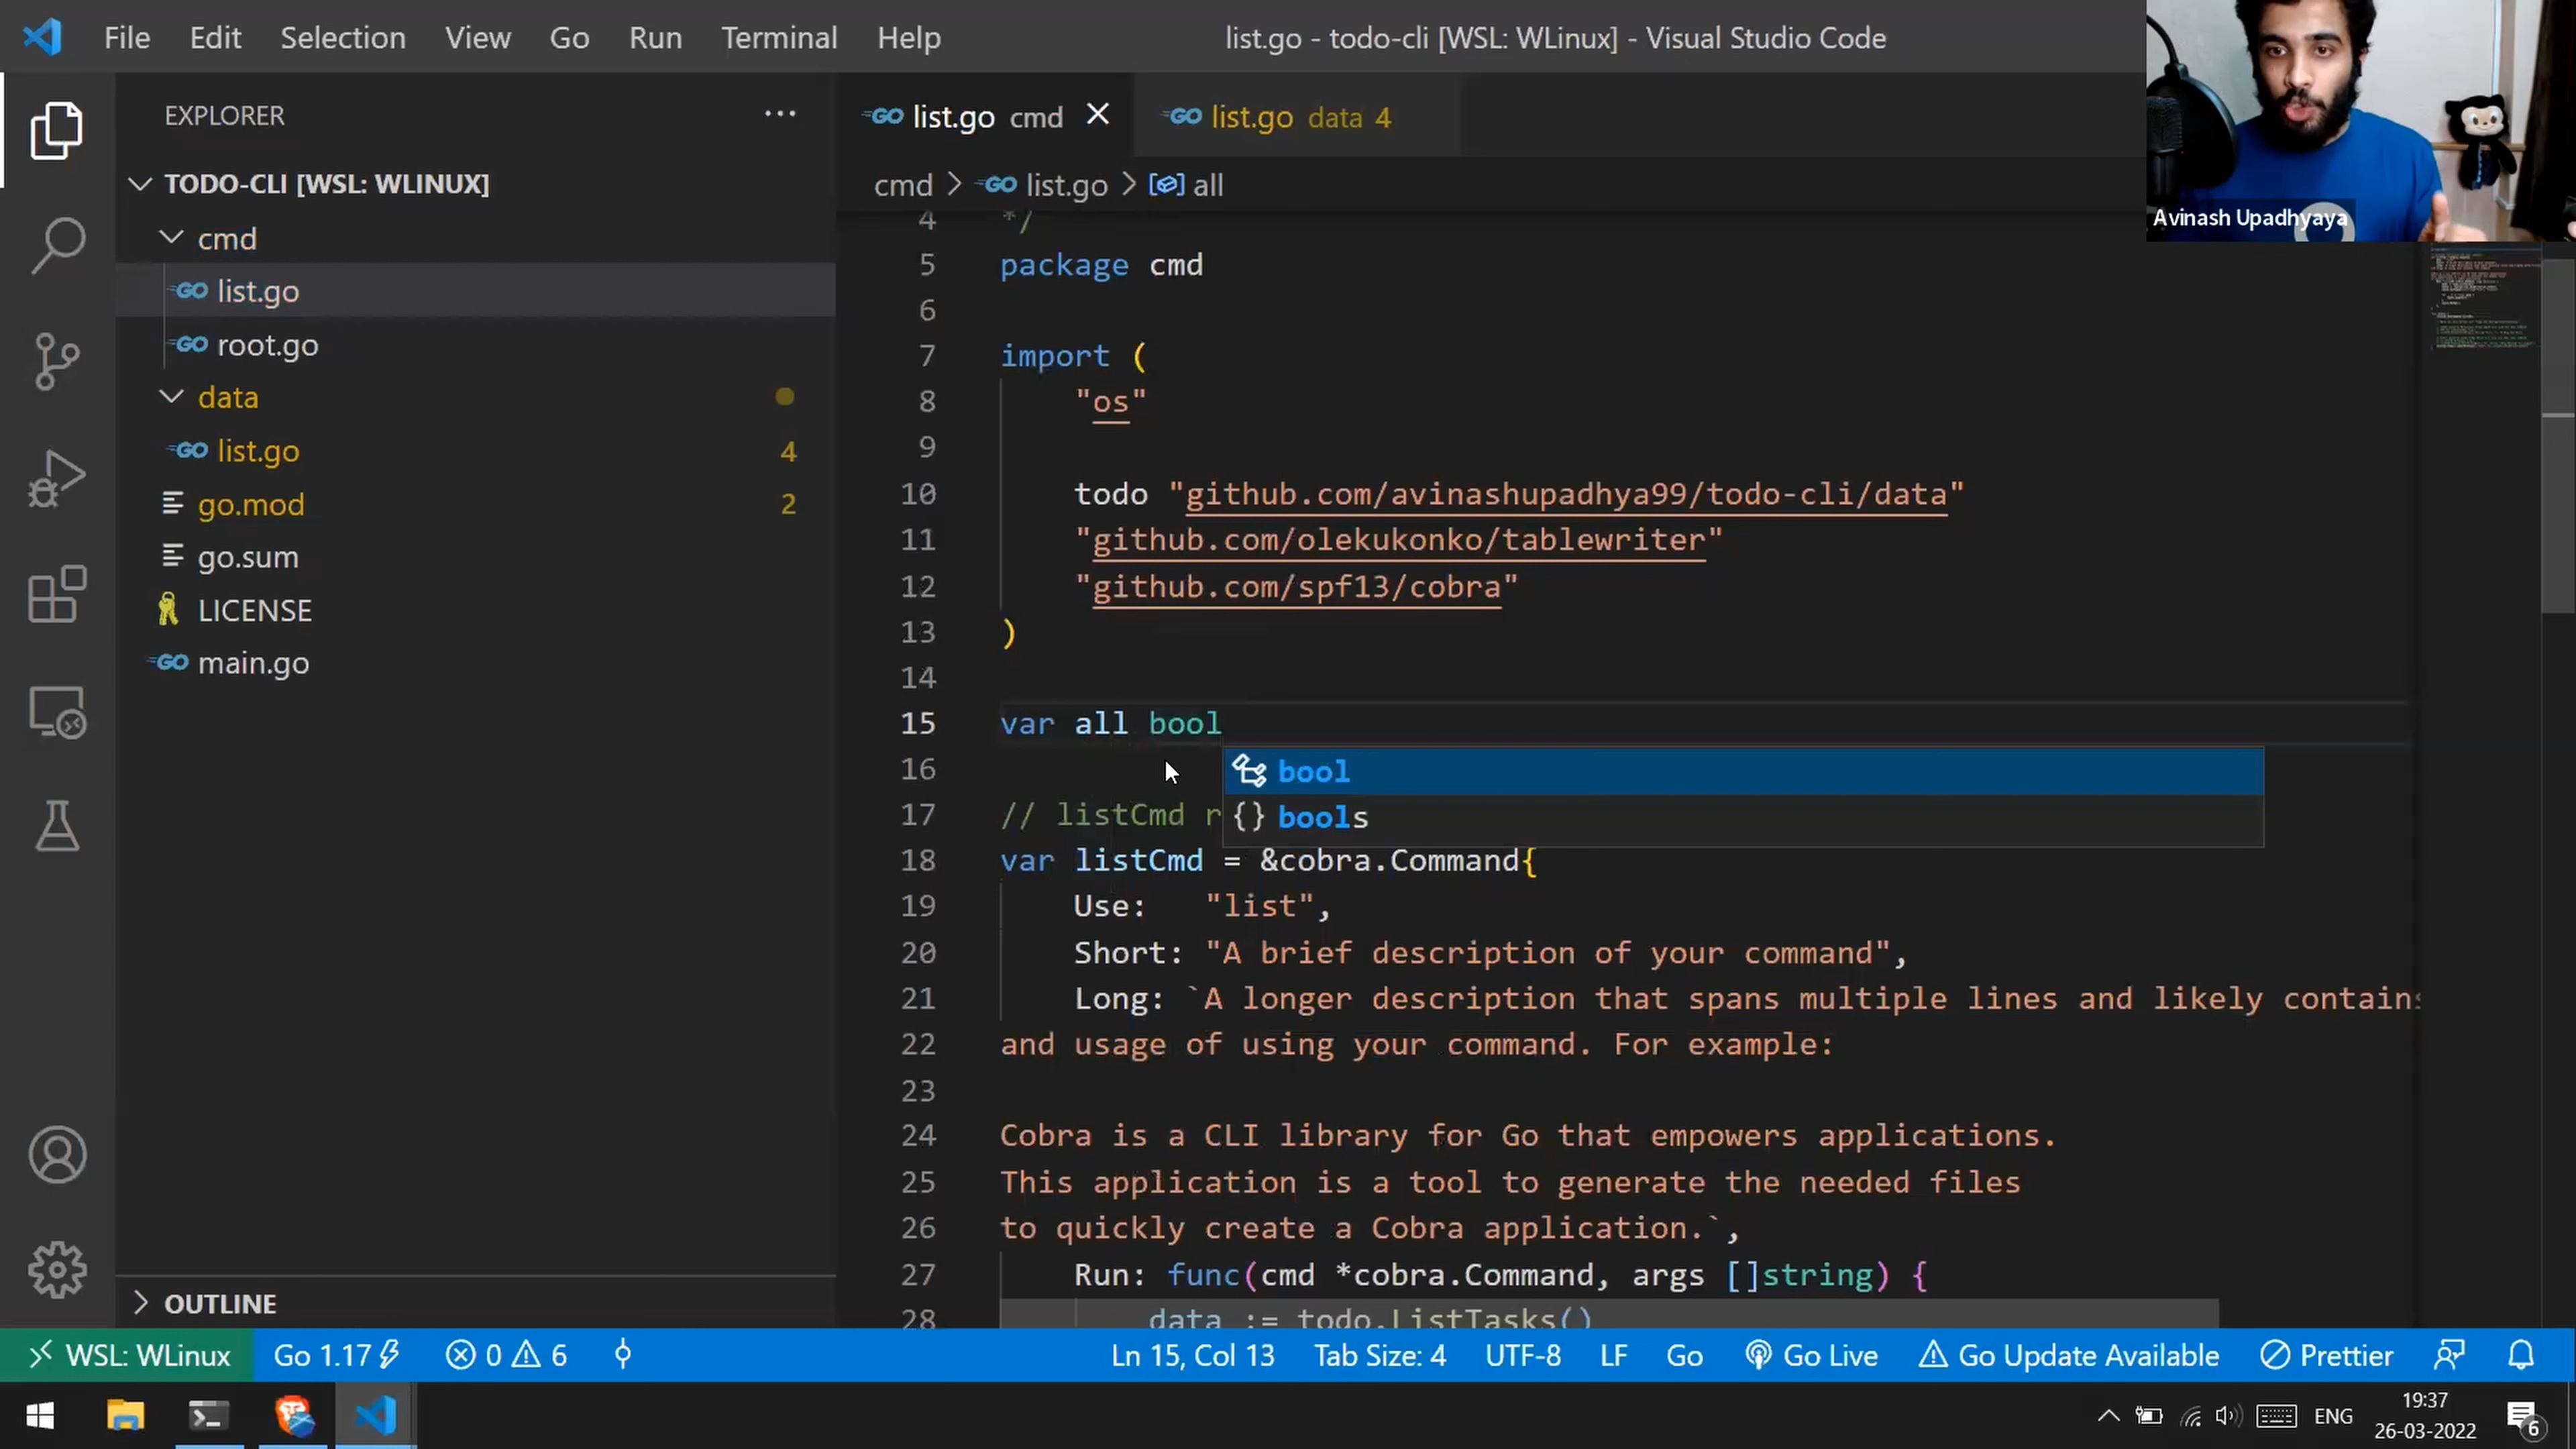 File Edit Selection View Go Run Terminal Help
list.go - todo-cli [WSL: WLinux] - Visual Studio Code
Avinash Upadhyaya
EXPLORER
TODO-CLI [WSL: WLINUX]
cmd
GO list.go
GO root.go
data
GO list.go 4
go.mod 2
go.sum
LICENSE
GO main.go
OUTLINE
GO list.go cmd
GO list.go data 4
cmd > GO list.go > all
4 */
5 package cmd
6
7 import (
8 "os"
9
10 todo "github.com/avinashupadhya99/todo-cli/data"
11 "github.com/olekukonko/tablewriter"
12 "github.com/spf13/cobra"
13 )
14
15 var all bool
bool
{} bools
16
17 // listCmd r
18 var listCmd = &cobra.Command{
19 Use: "list",
20 Short: "A brief description of your command",
21 Long: `A longer description that spans multiple lines and likely contains
22 and usage of using your command. For example:
23
24 Cobra is a CLI library for Go that empowers applications.
25 This application is a tool to generate the needed files
26 to quickly create a Cobra application.`,
27 Run: func(cmd *cobra.Command, args []string) {
28 data := todo.ListTasks()
WSL: WLinux Go 1.17 0 6 Ln 15, Col 13 Tab Size: 4 UTF-8 LF Go Go Live Go Update Available Prettier
ENG 19:37
26-03-2022 6